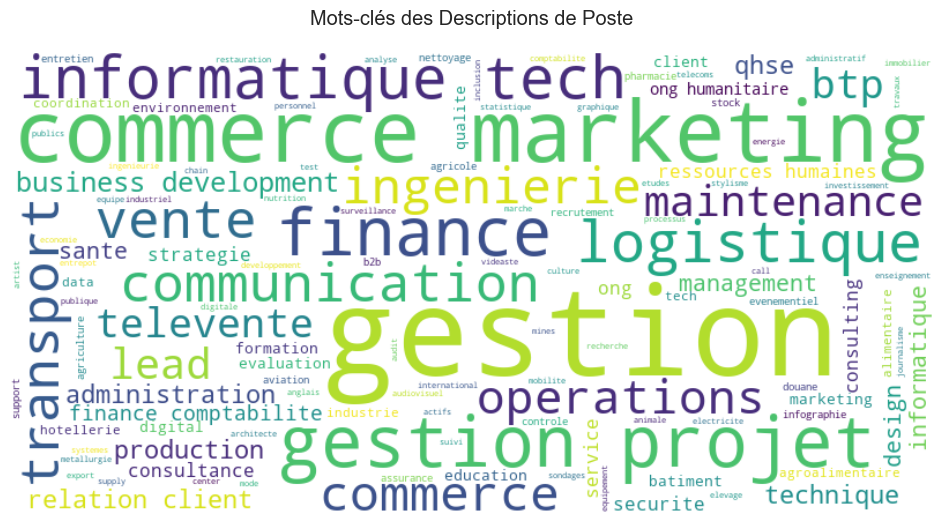 Mots-clés des Descriptions de Poste
entretien
restauration
analyse
nettoyage
inclusion
comptabilite
client
qhse
administratif
immobilier
informatique tech
pharmacie
telecoms
btp
travaux
coordination
environnement
personnel
statistique
graphique
qualite
ong humanitaire
stock
publics
commerce marketing
energie
ingenieurie
chain
test
agricole
ressources humaines
business development
ingenierie
etudes
stylisme
investissement
nutrition
equipe
industriel
surveillance
marche
recrutement
maintenance
transport
vente
finance
processus
logistique
economie
sante
strategie
b2b
videaste
entrepot
developpement
culture
call
enseignement
artist
data
communication
ong
tech
management
consulting
publique
digitale
evenementiel
alimentaire
journalisme
informatique
agriculture
televente
gestion
mines
audit
recherche
formation
evaluation
lead
aviation
international
mobilite
douane
support
administration
anglais
audiovisuel
operations
animale
marketing
design
finance comptabilite
industrie
actifs
controle
electricite
infographie
hotellerie
digital
architecte
suivi
gestion projet
metallurgie
systemes
production
service
export
supply
center
consultance
mode
assurance
education
sondages
equipement
batiment
elevage
agroalimentaire
relation client
commerce
securite
technique